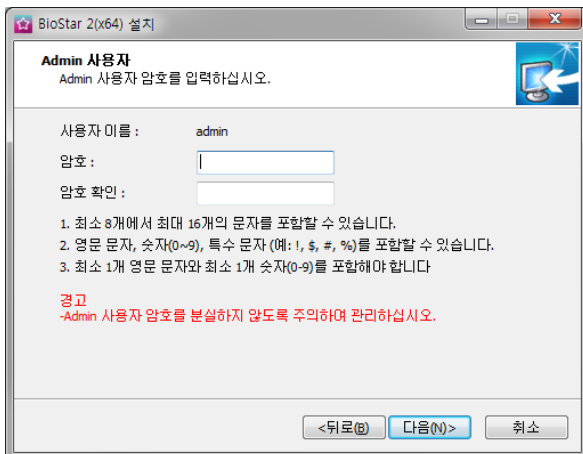 BioStar 2(x64) 설치
Admin 사용자
Admin 사용자 암호를 입력하십시오.
사용자 이름 : admin
암호 :
암호 확인 :
1. 최소 8개에서 최대 16개의 문자를 포함할 수 있습니다.
2. 영문 문자, 숫자(0~9), 특수 문자 (예: !, $, #, %)를 포함할 수 있습니다.
3. 최소 1개 영문 문자와 최소 1개 숫자(0-9)를 포함해야 합니다
경고
-Admin 사용자 암호를 분실하지 않도록 주의하여 관리하십시오.
<뒤로(B) 다음(N)> 취소